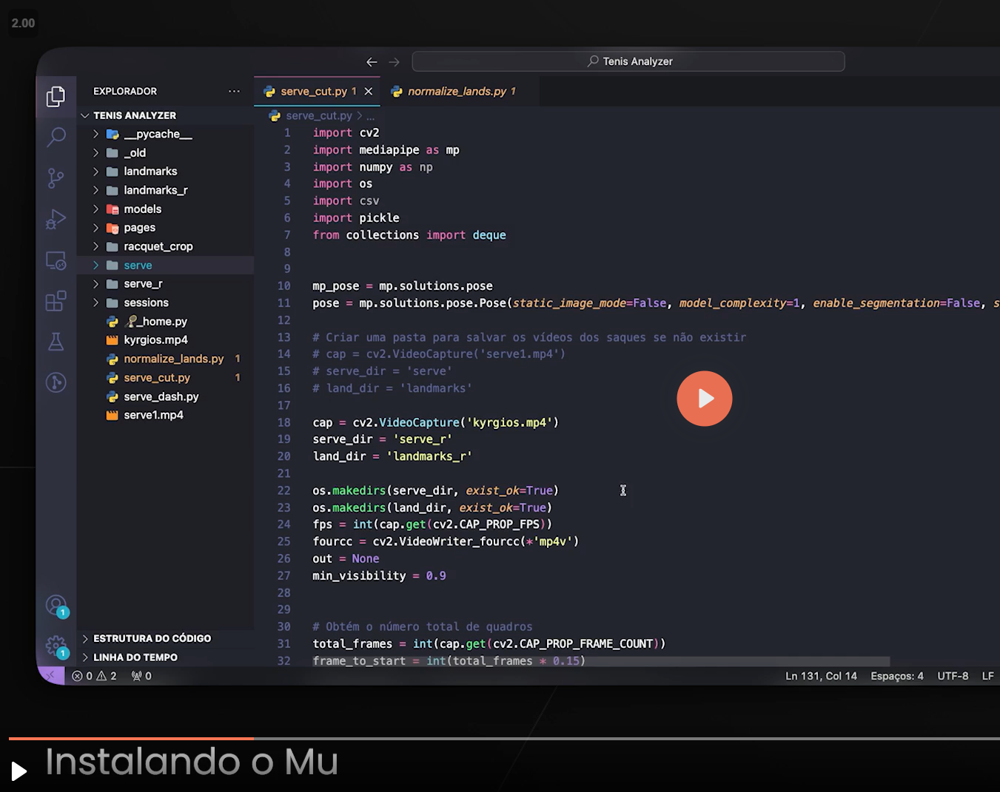 2.00
Tenis Analyzer
EXPLORADOR ...
serve_cut.py 1
normalize_lands.py 1
TENIS ANALYZER
__pycache__
_old
landmarks
landmarks_r
models
pages
racquet_crop
serve
serve_r
sessions
_home.py
kyrgios.mp4
normalize_lands.py 1
serve_cut.py 1
serve_dash.py
serve1.mp4
ESTRUTURA DO CÓDIGO
LINHA DO TEMPO
1
1
serve_cut.py > ...
1 import cv2
2 import mediapipe as mp
3 import numpy as np
4 import os
5 import csv
6 import pickle
7 from collections import deque
8
9
10 mp_pose = mp.solutions.pose
11 pose = mp.solutions.pose.Pose(static_image_mode=False, model_complexity=1, enable_segmentation=False, s
12
13 # Criar uma pasta para salvar os vídeos dos saques se não existir
14 # cap = cv2.VideoCapture('serve1.mp4')
15 # serve_dir = 'serve'
16 # land_dir = 'landmarks'
17
18 cap = cv2.VideoCapture('kyrgios.mp4')
19 serve_dir = 'serve_r'
20 land_dir = 'landmarks_r'
21
22 os.makedirs(serve_dir, exist_ok=True)
23 os.makedirs(land_dir, exist_ok=True)
24 fps = int(cap.get(cv2.CAP_PROP_FPS))
25 fourcc = cv2.VideoWriter_fourcc(*'mp4v')
26 out = None
27 min_visibility = 0.9
28
29
30 # Obtém o número total de quadros
31 total_frames = int(cap.get(cv2.CAP_PROP_FRAME_COUNT))
32 frame_to_start = int(total_frames * 0.15)
0 2 0
Ln 131, Col 14 Espaços: 4 UTF-8 LF
Instalando o Mu